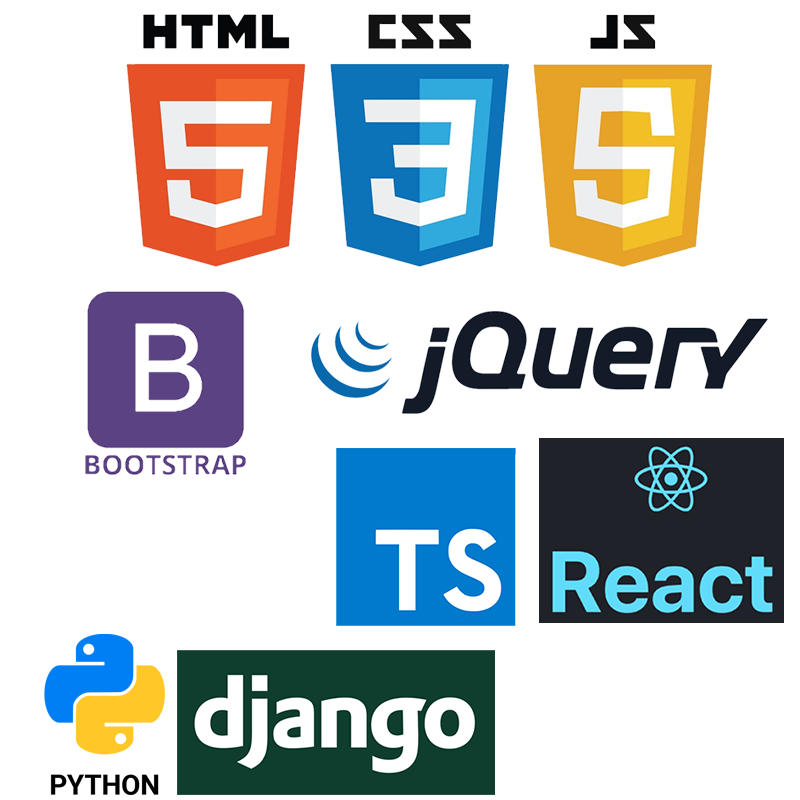 HTML CSS JS
5 3 5
B
BOOTSTRAP
jQuery
TS
React
django
PYTHON